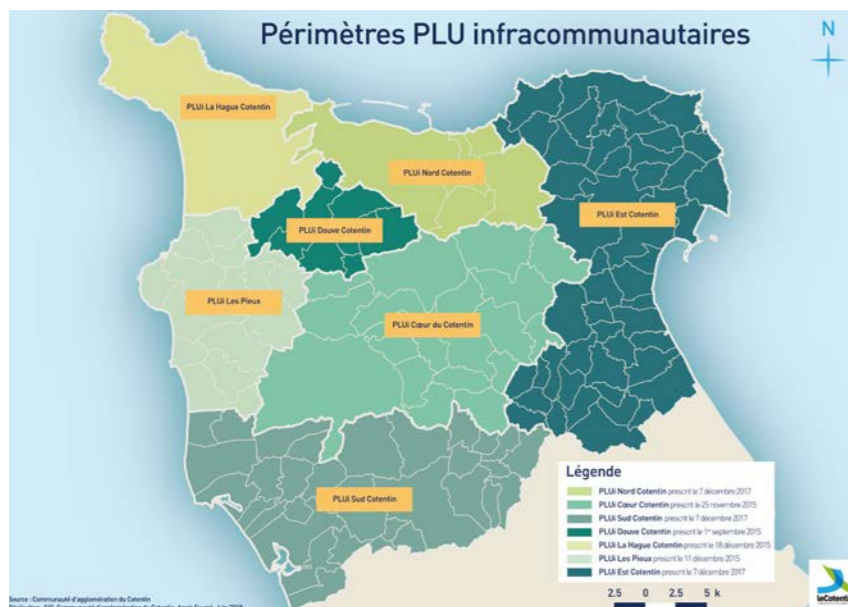 Périmètres PLU infracommunautaires
N
PLUi La Hague Cotentin
PLUi Nord Cotentin
PLUi Est Cotentin
PLUi Douve Cotentin
PLUi Les Pieux
PLUi Cœur du Cotentin
PLUi Sud Cotentin
Légende
PLUi Nord Cotentin prescrit le 7 décembre 2017
PLUi Cœur Cotentin prescrit le 25 novembre 2015
PLUi Sud Cotentin prescrit le 7 décembre 2017
PLUi Douve Cotentin prescrit le 1er septembre 2015
PLUi La Hague Cotentin prescrit le 18 décembre 2015
PLUi Les Pieux prescrit le 11 décembre 2015
PLUi Est Cotentin prescrit le 7 décembre 2017
2.5 0 2.5 5 k
leCotentin
Source : Communauté d'agglomération du Cotentin